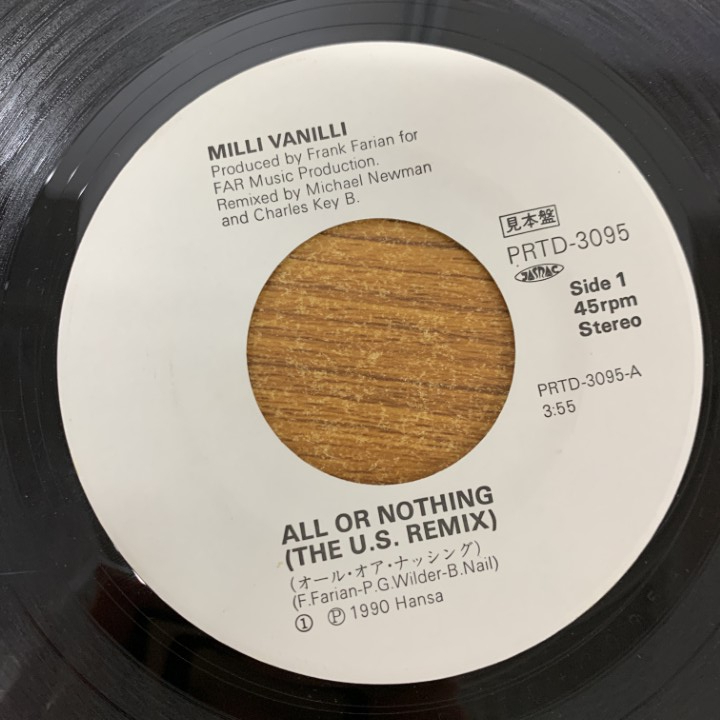 MILLI VANILLI
Produced by Frank Farian for
FAR Music Production.
Remixed by Michael Newman
and Charles Key B.
見本盤
PRTD-3095
JASRAC
Side 1
45rpm
Stereo
PRTD-3095-A
3:55
ALL OR NOTHING
(THE U.S. REMIX)
(オール・オア・ナッシング)
(F.Farian-P.G.Wilder-B.Nail)
① ℗ 1990 Hansa